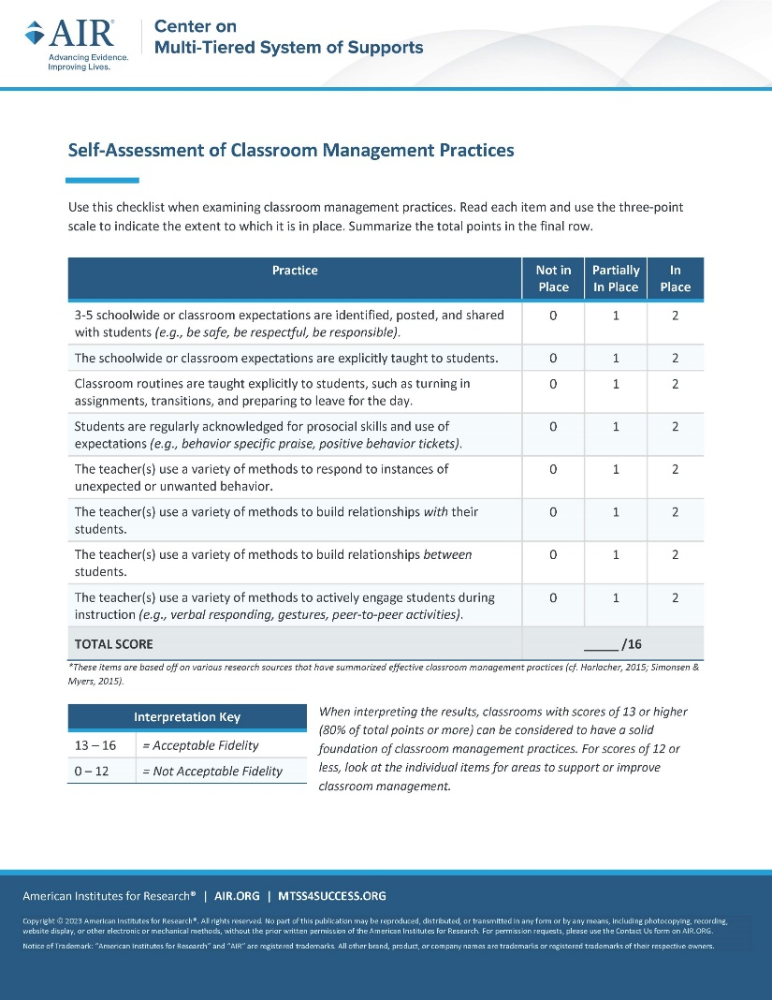 AIR®
Advancing Evidence.
Improving Lives.
Center on
Multi-Tiered System of Supports
Self-Assessment of Classroom Management Practices
Use this checklist when examining classroom management practices. Read each item and use the three-point
scale to indicate the extent to which it is in place. Summarize the total points in the final row.
Practice
Not in
Place
Partially
In Place
In
Place
3-5 schoolwide or classroom expectations are identified, posted, and shared
with students (e.g., be safe, be respectful, be responsible).
0 1 2
The schoolwide or classroom expectations are explicitly taught to students. 0 1 2
Classroom routines are taught explicitly to students, such as turning in
assignments, transitions, and preparing to leave for the day.
0 1 2
Students are regularly acknowledged for prosocial skills and use of
expectations (e.g., behavior specific praise, positive behavior tickets).
0 1 2
The teacher(s) use a variety of methods to respond to instances of
unexpected or unwanted behavior.
0 1 2
The teacher(s) use a variety of methods to build relationships with their
students.
0 1 2
The teacher(s) use a variety of methods to build relationships between
students.
0 1 2
The teacher(s) use a variety of methods to actively engage students during
instruction (e.g., verbal responding, gestures, peer-to-peer activities).
0 1 2
TOTAL SCORE _____ /16
*These items are based off on various research sources that have summarized effective classroom management practices (cf. Harlacher, 2015; Simonsen &
Myers, 2015).
Interpretation Key
13 – 16 = Acceptable Fidelity
0 – 12 = Not Acceptable Fidelity
When interpreting the results, classrooms with scores of 13 or higher
(80% of total points or more) can be considered to have a solid
foundation of classroom management practices. For scores of 12 or
less, look at the individual items for areas to support or improve
classroom management.
American Institutes for Research® | AIR.ORG | MTSS4SUCCESS.ORG
Copyright © 2023 American Institutes for Research®. All rights reserved. No part of this publication may be reproduced, distributed, or transmitted in any form or by any means, including photocopying, recording,
website display, or other electronic or mechanical methods, without the prior written permission of the American Institutes for Research. For permission requests, please use the Contact Us form on AIR.ORG.
Notice of Trademark: “American Institutes for Research” and “AIR” are registered trademarks. All other brand, product, or company names are trademarks or registered trademarks of their respective owners.